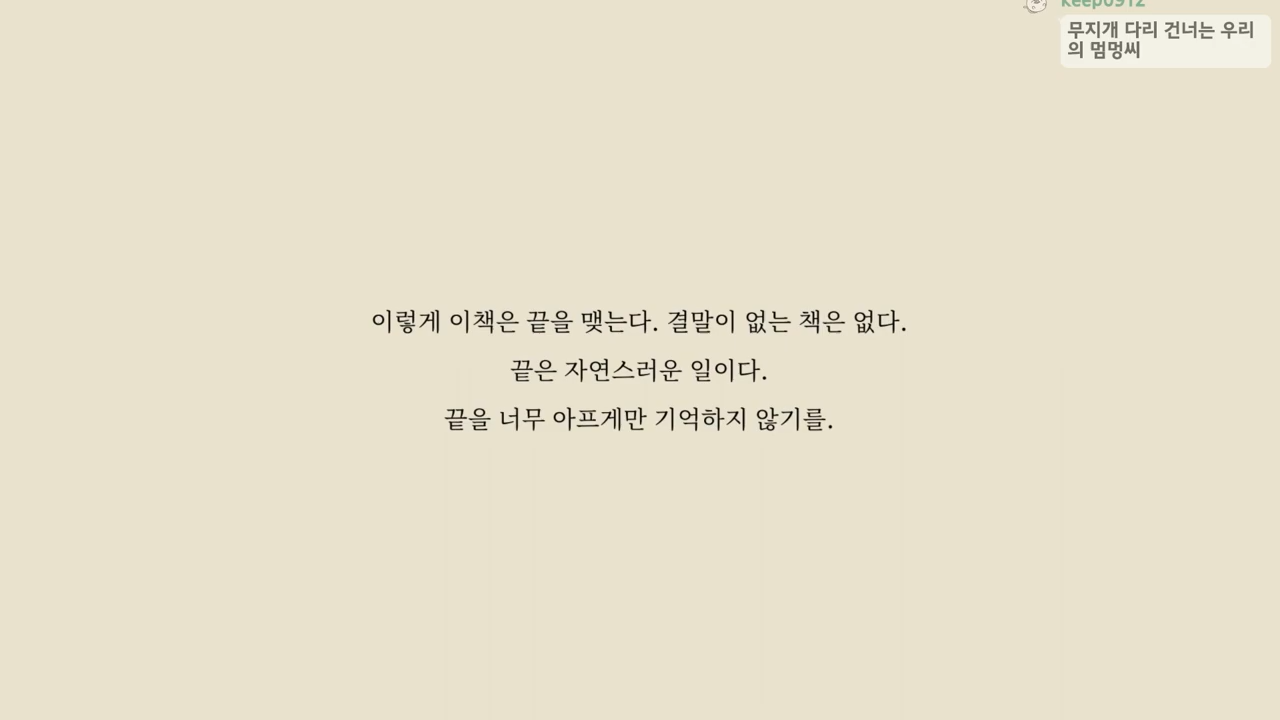 keep0912
무지개 다리 건너는 우리
의 멈멍씨
이렇게 이책은 끝을 맺는다. 결말이 없는 책은 없다.
끝은 자연스러운 일이다.
끝을 너무 아프게만 기억하지 않기를.